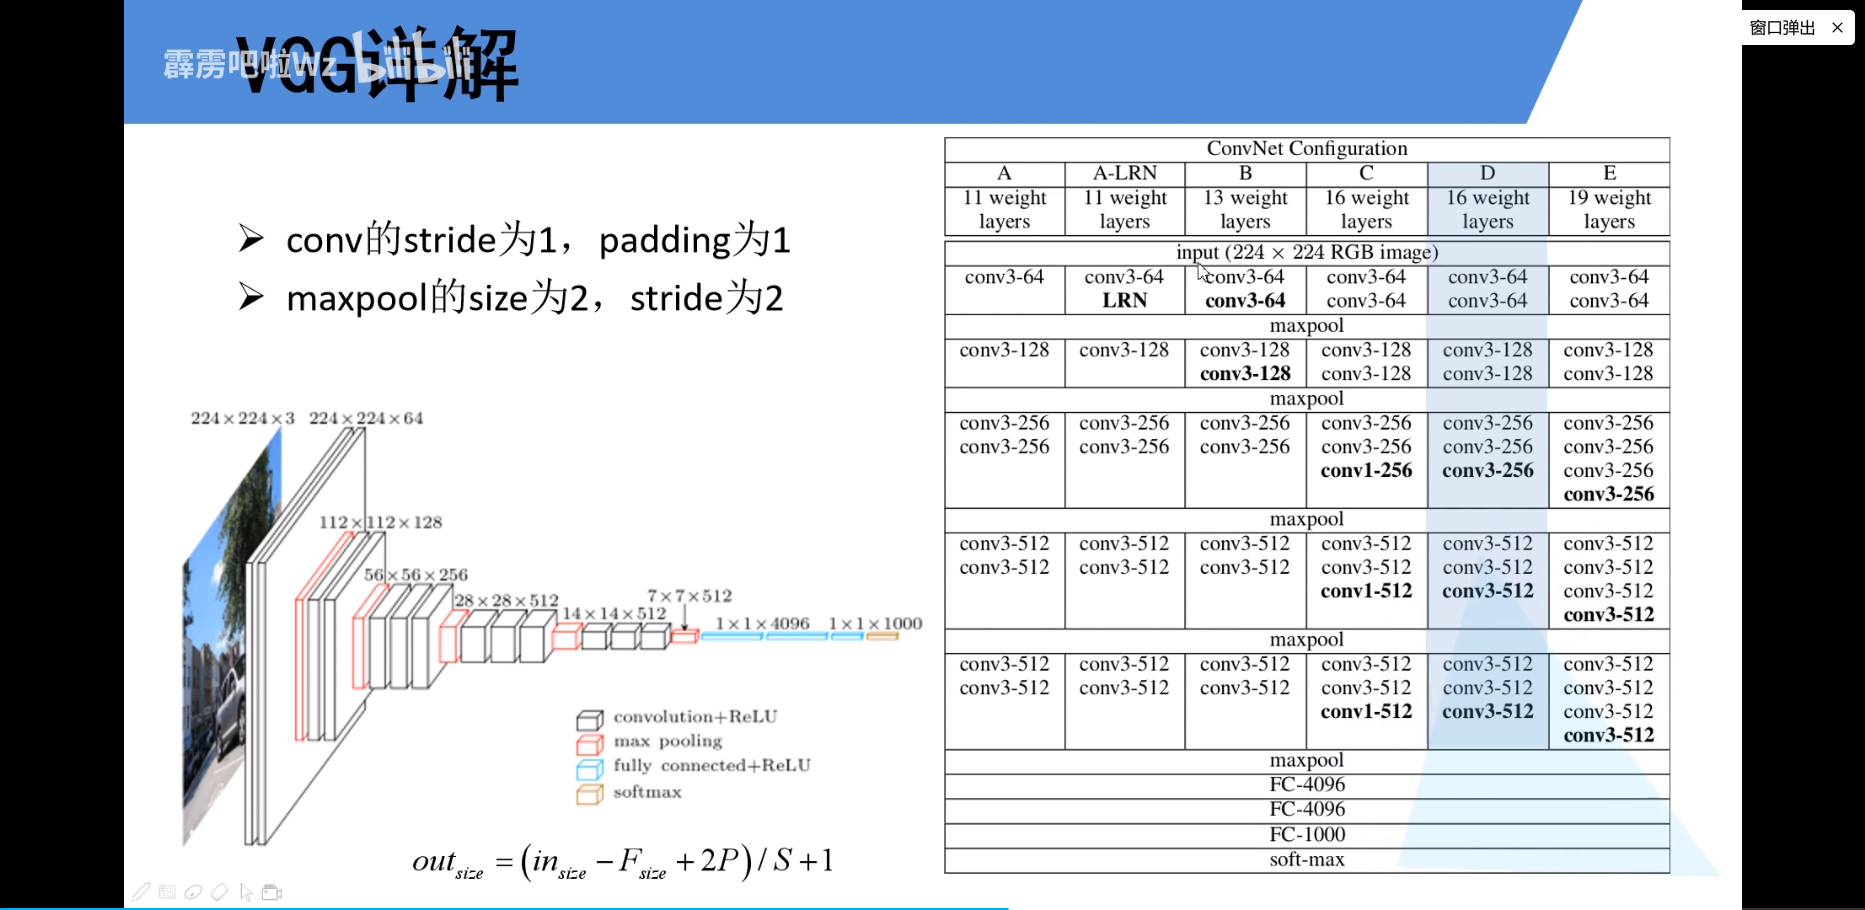 窗口弹出 ×
VGG详解
霹雳吧啦Wz bilibili
➢ conv的stride为1，padding为1
➢ maxpool的size为2，stride为2
224×224×3 224×224×64
112×112×128
56×56×256
28×28×512
14×14×512
7×7×512
1×1×4096 1×1×1000
convolution+ReLU
max pooling
fully connected+ReLU
softmax
out_size = (in_size − F_size + 2P) / S + 1
ConvNet Configuration
A A-LRN B C D E
11 weight 11 weight 13 weight 16 weight 16 weight 19 weight
layers layers layers layers layers layers
input (224 × 224 RGB image)
conv3-64 conv3-64 conv3-64 conv3-64 conv3-64 conv3-64
LRN conv3-64 conv3-64 conv3-64 conv3-64
maxpool
conv3-128 conv3-128 conv3-128 conv3-128 conv3-128 conv3-128
conv3-128 conv3-128 conv3-128 conv3-128
maxpool
conv3-256 conv3-256 conv3-256 conv3-256 conv3-256 conv3-256
conv3-256 conv3-256 conv3-256 conv3-256 conv3-256 conv3-256
conv1-256 conv3-256 conv3-256
conv3-256
maxpool
conv3-512 conv3-512 conv3-512 conv3-512 conv3-512 conv3-512
conv3-512 conv3-512 conv3-512 conv3-512 conv3-512 conv3-512
conv1-512 conv3-512 conv3-512
conv3-512
maxpool
conv3-512 conv3-512 conv3-512 conv3-512 conv3-512 conv3-512
conv3-512 conv3-512 conv3-512 conv3-512 conv3-512 conv3-512
conv1-512 conv3-512 conv3-512
conv3-512
maxpool
FC-4096
FC-4096
FC-1000
soft-max